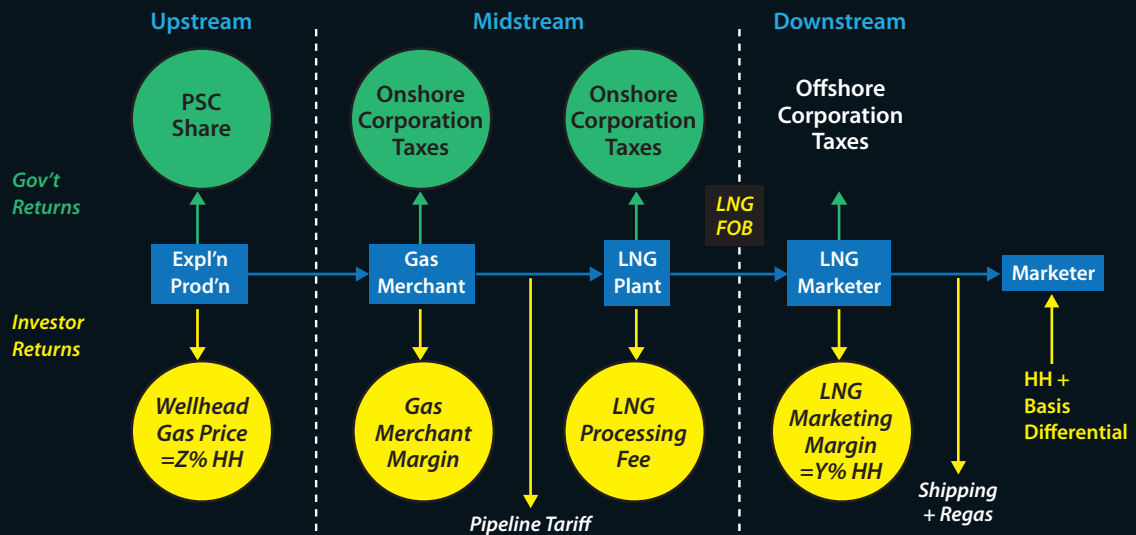 Upstream
Midstream
Downstream
PSC
Share
Onshore
Corporation
Taxes
Onshore
Corporation
Taxes
Offshore
Corporation
Taxes
Gov't
Returns
LNG
FOB
Expl'n
Prod'n
Gas
Merchant
LNG
Plant
LNG
Marketer
Marketer
Investor
Returns
Wellhead
Gas Price
=Z% HH
Gas
Merchant
Margin
LNG
Processing
Fee
LNG
Marketing
Margin
=Y% HH
HH +
Basis
Differential
Pipeline Tariff
Shipping
+ Regas